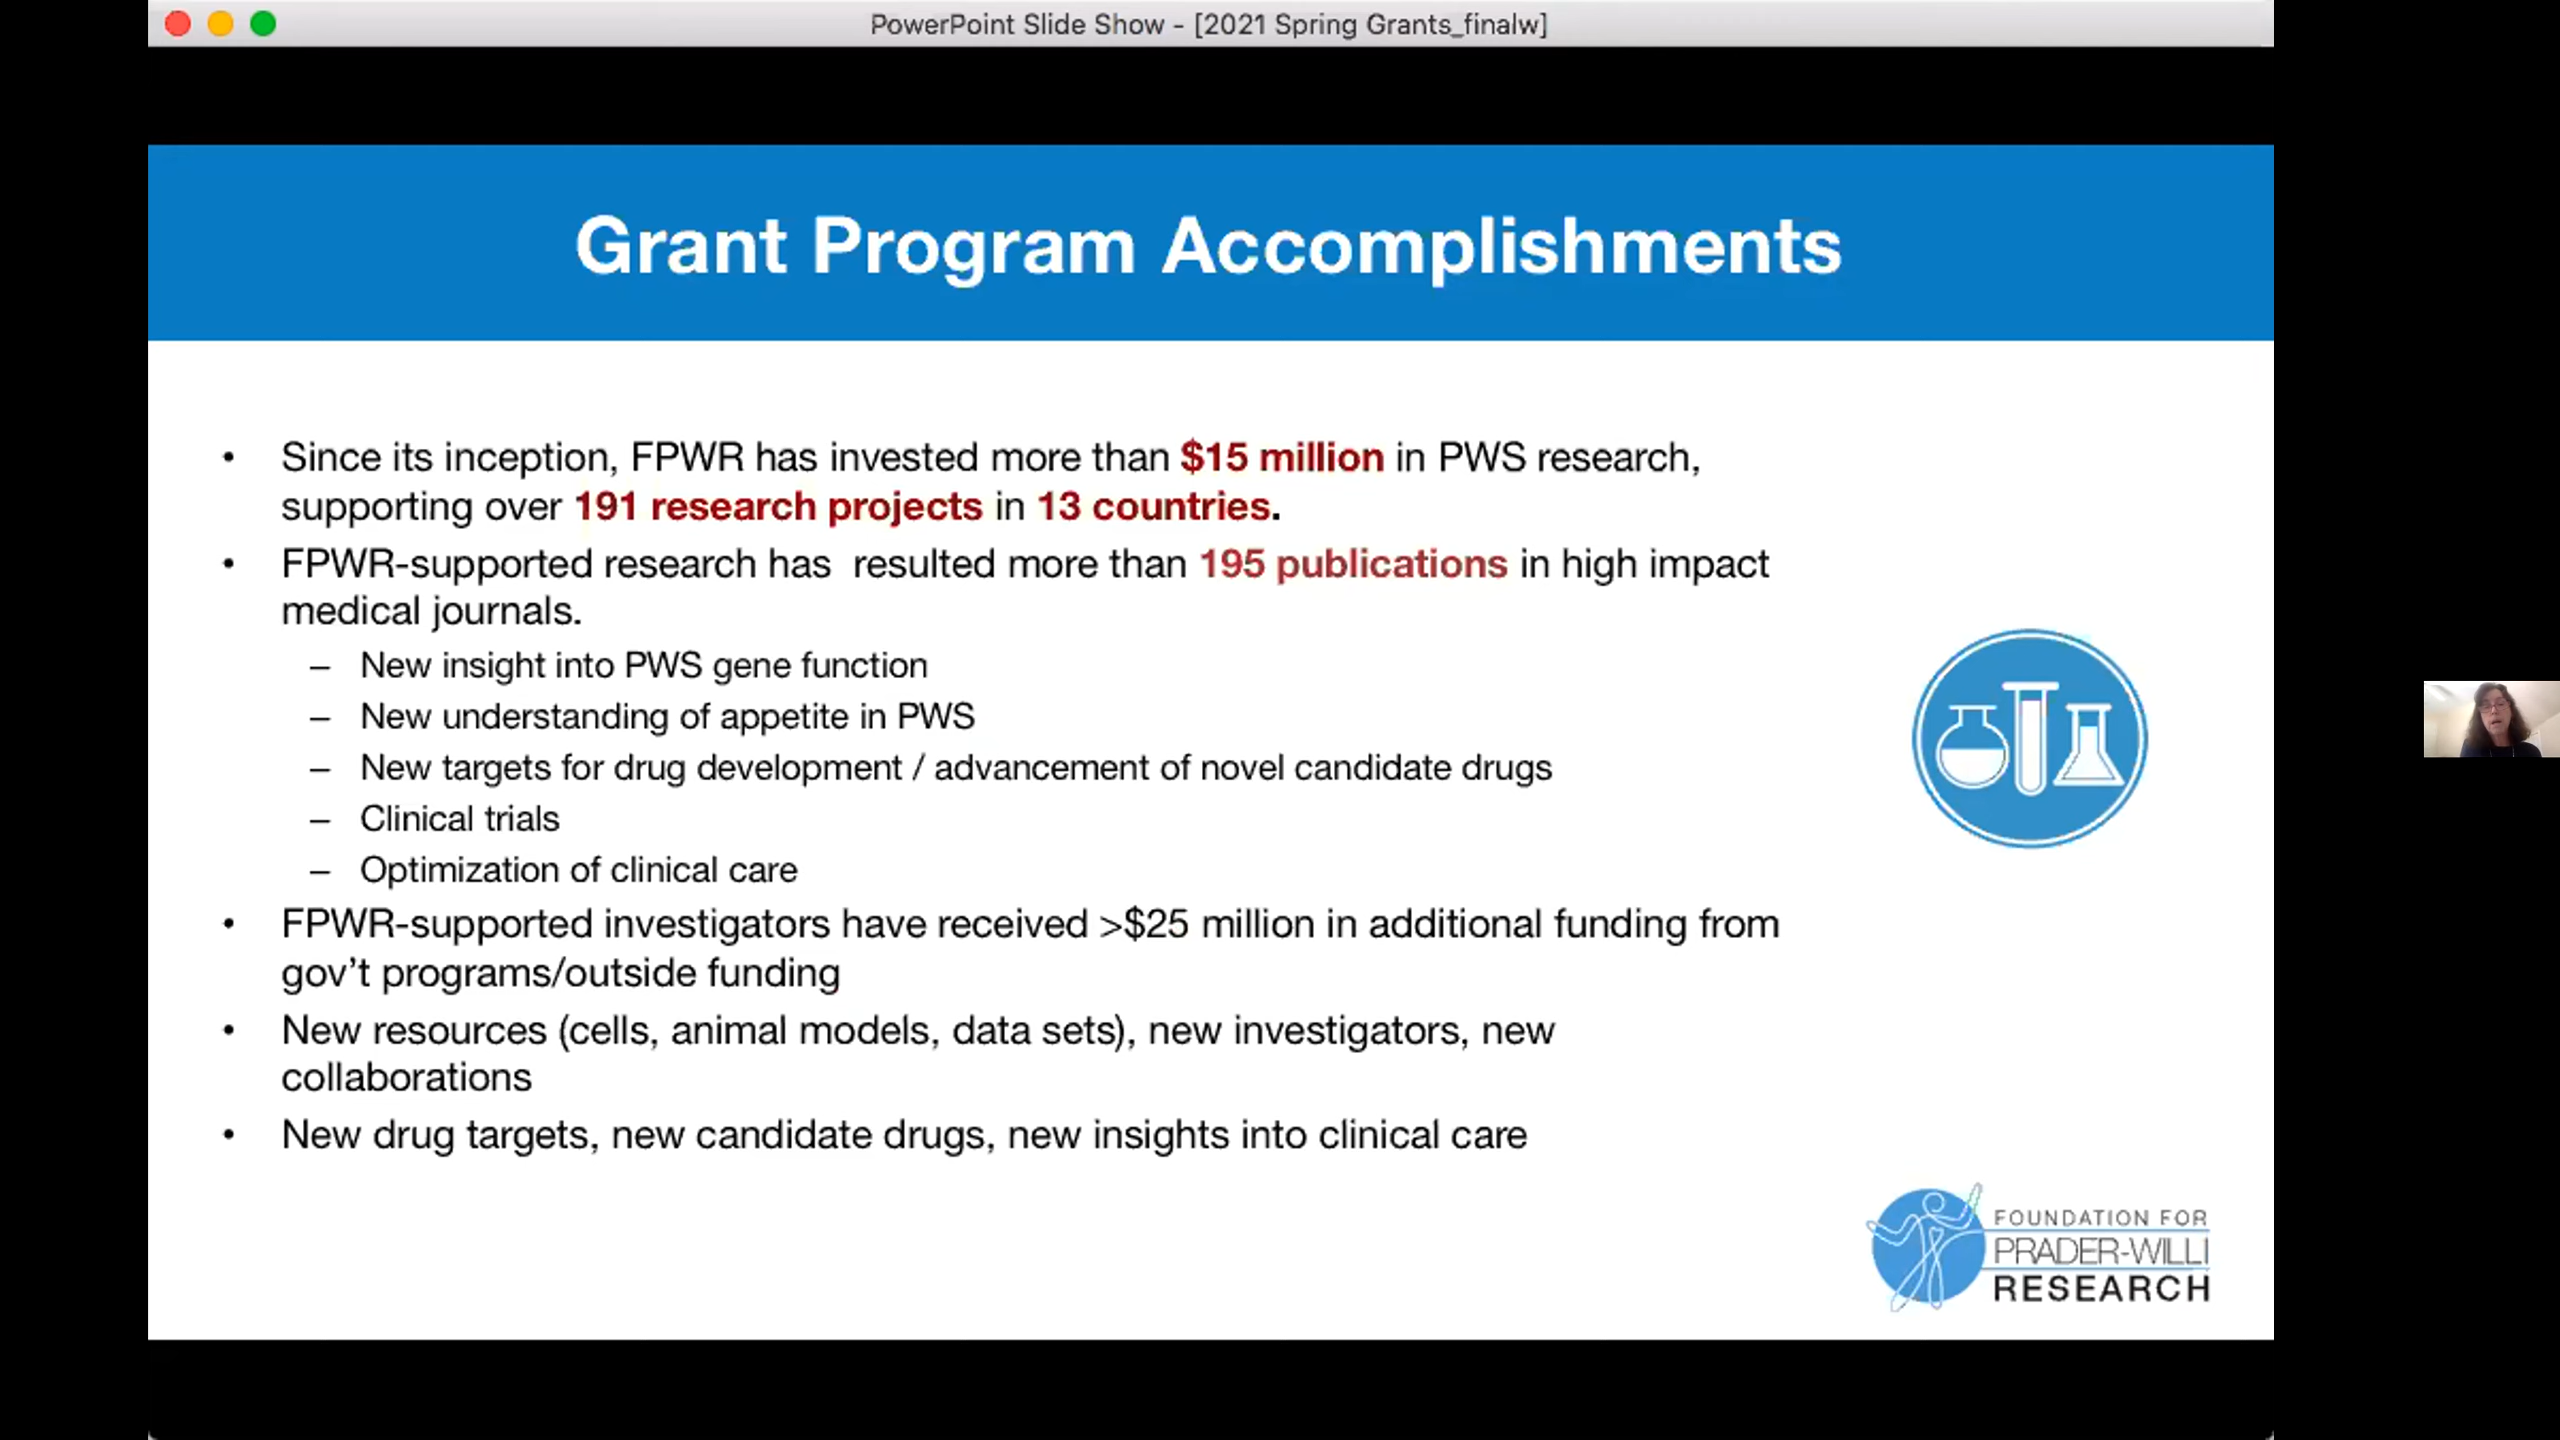 PowerPoint Slide Show - [2021 Spring Grants_finalw]
Grant Program Accomplishments
• Since its inception, FPWR has invested more than $15 million in PWS research,
supporting over 191 research projects in 13 countries.
• FPWR-supported research has  resulted more than 195 publications in high impact
medical journals.
– New insight into PWS gene function
– New understanding of appetite in PWS
– New targets for drug development / advancement of novel candidate drugs
– Clinical trials
– Optimization of clinical care
• FPWR-supported investigators have received >$25 million in additional funding from
gov’t programs/outside funding
• New resources (cells, animal models, data sets), new investigators, new
collaborations
• New drug targets, new candidate drugs, new insights into clinical care
FOUNDATION FOR
PRADER-WILLI
RESEARCH